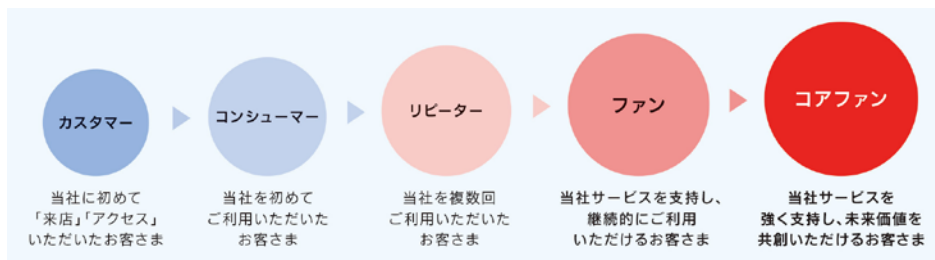 カスタマー
コンシューマー
リピーター
ファン
コアファン
当社に初めて
「来店」「アクセス」
いただいたお客さま
当社を初めて
ご利用いただいた
お客さま
当社を複数回
ご利用いただいた
お客さま
当社サービスを支持し、
継続的にご利用
いただけるお客さま
当社サービスを
強く支持し、未来価値を
共創いただけるお客さま